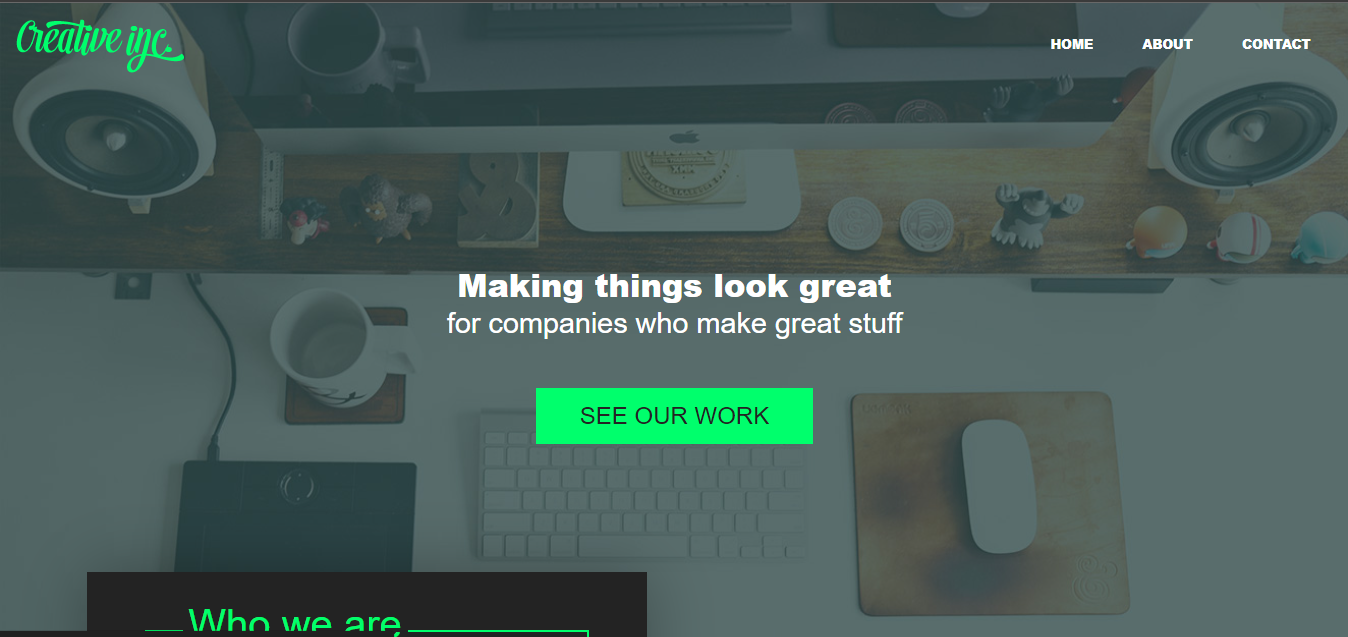 Creative inc.
HOME ABOUT CONTACT
Making things look great
for companies who make great stuff
SEE OUR WORK
Who we are